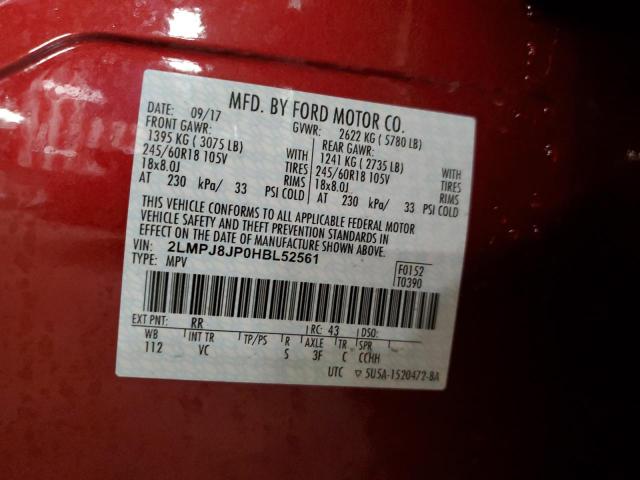 MFD. BY FORD MOTOR CO.
DATE: 09/17 GVWR: 2622 KG ( 5780 LB)
FRONT GAWR: REAR GAWR:
1395 KG ( 3075 LB) WITH 1241 KG ( 2735 LB) WITH
245/60R18 105V TIRES 245/60R18 105V TIRES
18x8.0J RIMS 18x8.0J RIMS
AT 230 kPa/ 33 PSI COLD AT 230 kPa/ 33 PSI COLD
THIS VEHICLE CONFORMS TO ALL APPLICABLE FEDERAL MOTOR
VEHICLE SAFETY AND THEFT PREVENTION STANDARDS IN
EFFECT ON THE DATE OF MANUFACTURE SHOWN ABOVE.
VIN: 2LMPJ8JP0HBL52561 F0152
TYPE: MPV T0390
EXT PNT: RR RC: 43 DSO:
WB INT TR TP/PS R AXLE TR SPR
112 VC S 3F C CCHH
UTC ▽ 5U5A-1520472-BA